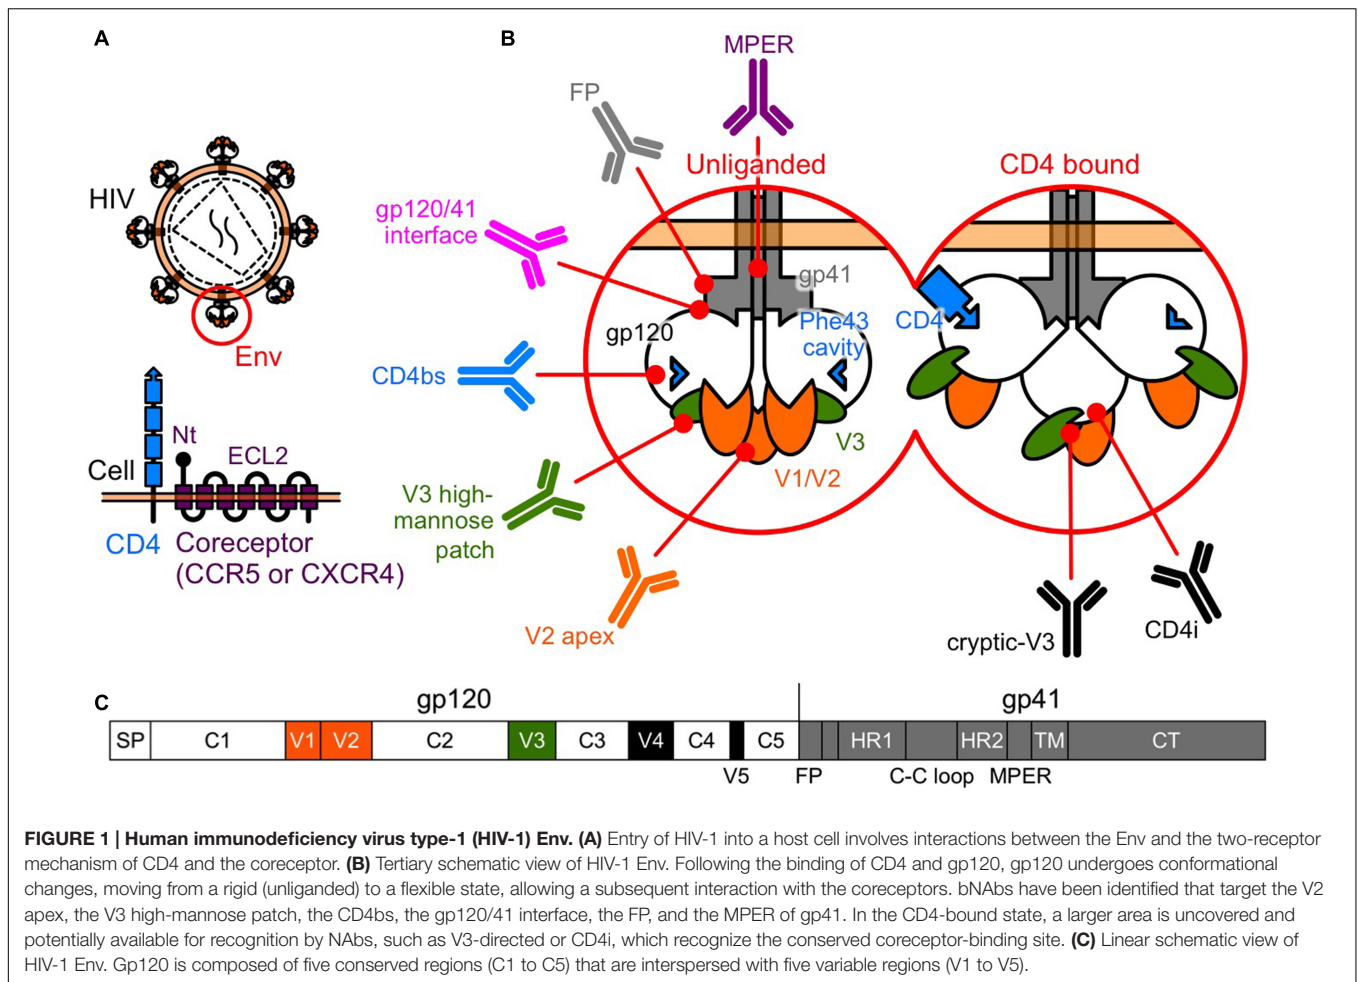 A
HIV
Env
Nt
ECL2
Cell
CD4
Coreceptor
(CCR5 or CXCR4)
B
MPER
FP
Unliganded
CD4 bound
gp120/41
interface
gp41
gp120
Phe43
cavity
CD4
CD4bs
V3
V1/V2
V3 high-
mannose
patch
V2 apex
cryptic-V3
CD4i
C
gp120
gp41
SP C1 V1 V2 C2 V3 C3 V4 C4 C5 HR1 HR2 TM CT
V5 FP C-C loop MPER
FIGURE 1 | Human immunodeficiency virus type-1 (HIV-1) Env. (A) Entry of HIV-1 into a host cell involves interactions between the Env and the two-receptor
mechanism of CD4 and the coreceptor. (B) Tertiary schematic view of HIV-1 Env. Following the binding of CD4 and gp120, gp120 undergoes conformational
changes, moving from a rigid (unliganded) to a flexible state, allowing a subsequent interaction with the coreceptors. bNAbs have been identified that target the V2
apex, the V3 high-mannose patch, the CD4bs, the gp120/41 interface, the FP, and the MPER of gp41. In the CD4-bound state, a larger area is uncovered and
potentially available for recognition by NAbs, such as V3-directed or CD4i, which recognize the conserved coreceptor-binding site. (C) Linear schematic view of
HIV-1 Env. Gp120 is composed of five conserved regions (C1 to C5) that are interspersed with five variable regions (V1 to V5).